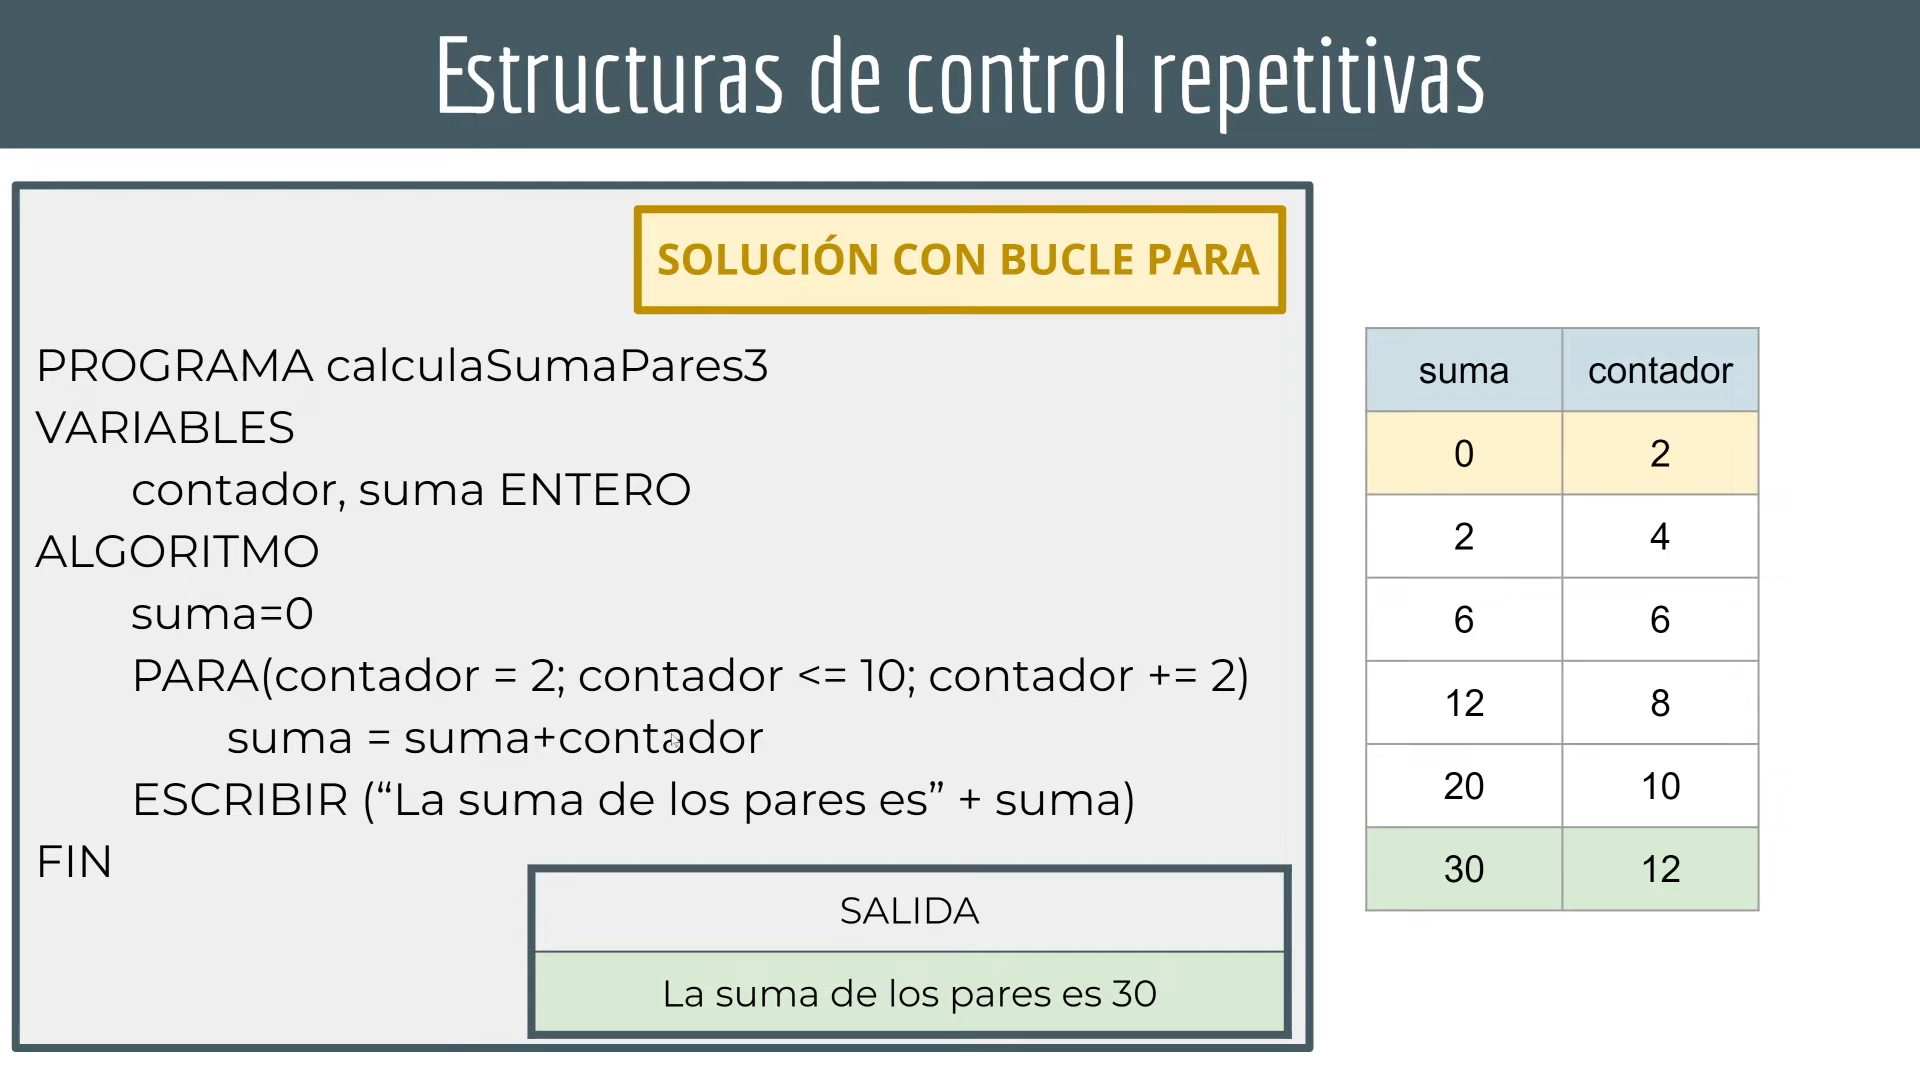 Estructuras de control repetitivas
SOLUCIÓN CON BUCLE PARA
PROGRAMA calculaSumaPares3
VARIABLES
contador, suma ENTERO
ALGORITMO
suma=0
PARA(contador = 2; contador <= 10; contador += 2)
suma = suma+contador
ESCRIBIR (“La suma de los pares es” + suma)
FIN
SALIDA
La suma de los pares es 30
suma contador
0 2
2 4
6 6
12 8
20 10
30 12